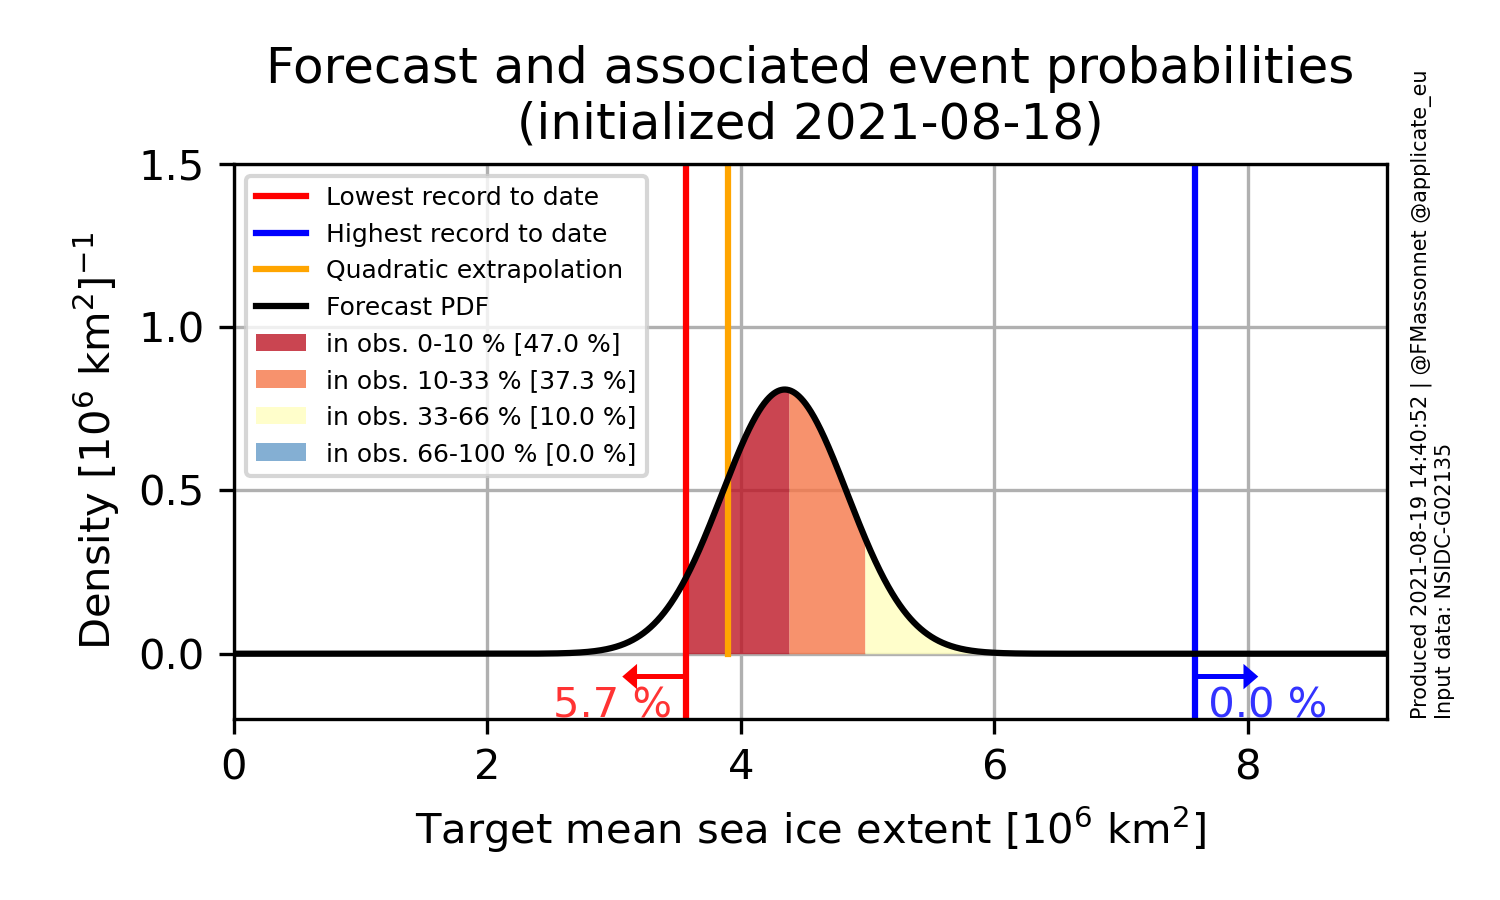 Forecast and associated event probabilities
(initialized 2021-08-18)
1.5
1.0
0.5
0.0
Density [10⁶ km²]⁻¹
Lowest record to date
Highest record to date
Quadratic extrapolation
Forecast PDF
in obs. 0-10 % [47.0 %]
in obs. 10-33 % [37.3 %]
in obs. 33-66 % [10.0 %]
in obs. 66-100 % [0.0 %]
5.7 %
0.0 %
0 2 4 6 8
Target mean sea ice extent [10⁶ km²]
Produced 2021-08-19 14:40:52 | @FMassonnet @applicate_eu
Input data: NSIDC-G02135